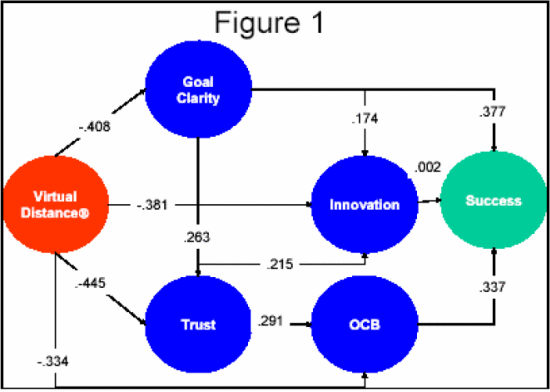 Figure 1
Goal
Clarity
-.408
.174
.377
.002
Virtual
Distance®
-.381
Innovation
Success
.263
.215
-.445
.337
Trust
.291
OCB
-.334